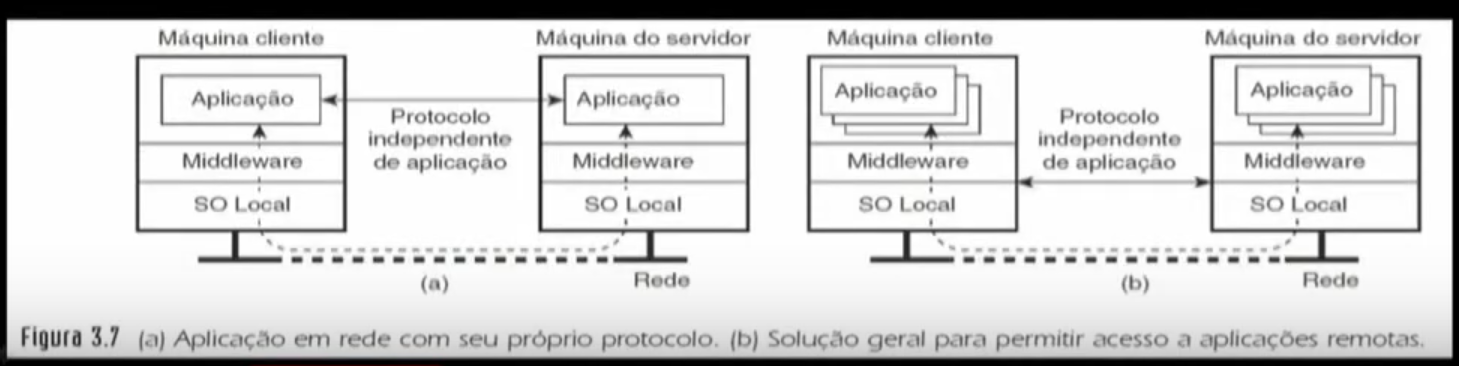 Máquina cliente
Máquina do servidor
Aplicação
Aplicação
Protocolo
independente
de aplicação
Middleware
Middleware
SO Local
SO Local
(a)
Rede
Máquina cliente
Máquina do servidor
Aplicação
Aplicação
Protocolo
independente
de aplicação
Middleware
Middleware
SO Local
SO Local
(b)
Rede
Figura 3.7 (a) Aplicação em rede com seu próprio protocolo. (b) Solução geral para permitir acesso a aplicações remotas.